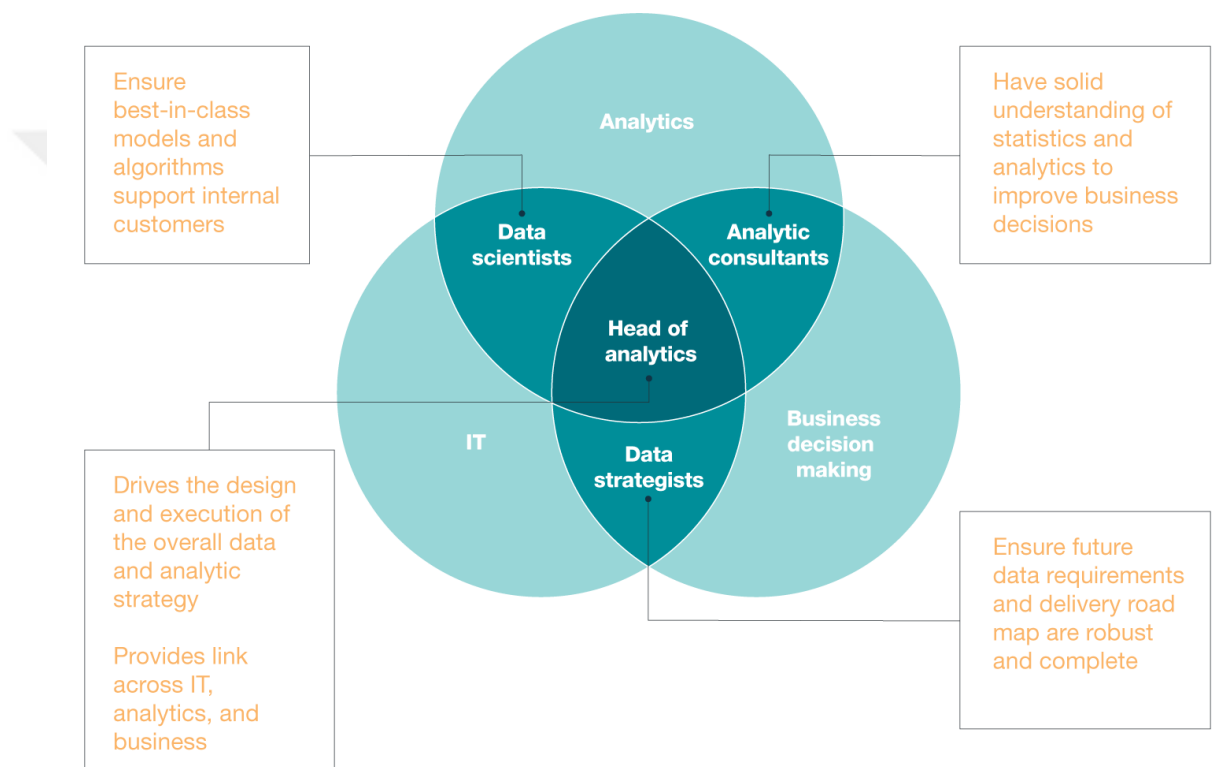 Ensure
best-in-class
models and
algorithms
support internal
customers
Analytics
Have solid
understanding of
statistics and
analytics to
improve business
decisions
Data
scientists
Analytic
consultants
Head of
analytics
IT
Business
decision
making
Data
strategists
Drives the design
and execution of
the overall data
and analytic
strategy
Provides link
across IT,
analytics, and
business
Ensure future
data requirements
and delivery road
map are robust
and complete